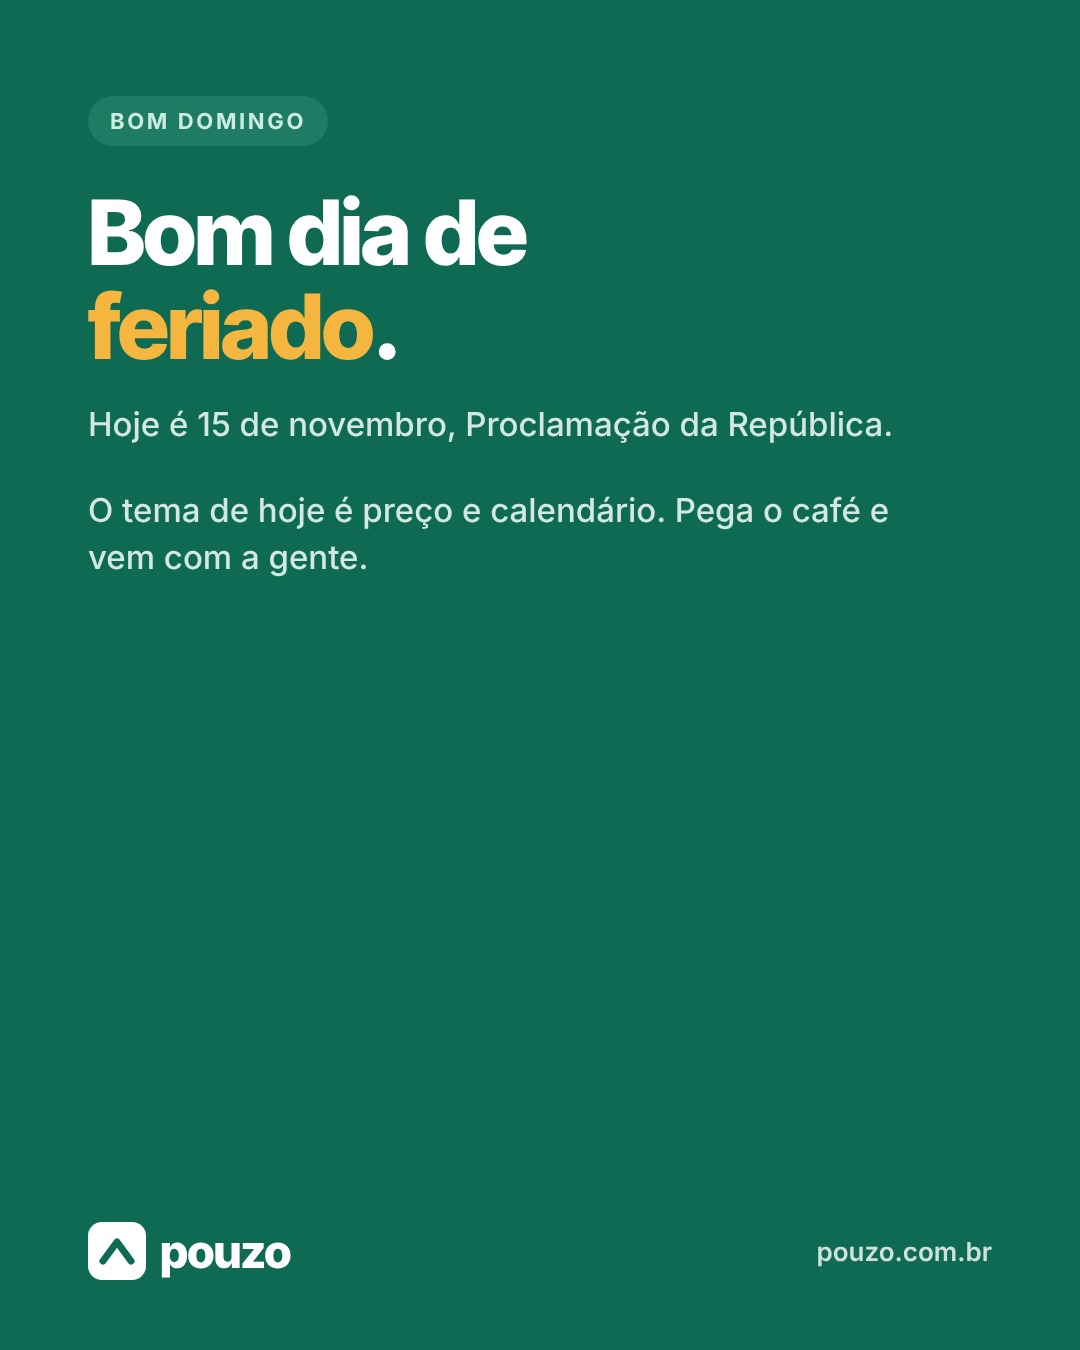 BOM DOMINGO
Bom dia de
feriado.
Hoje é 15 de novembro, Proclamação da República.
O tema de hoje é preço e calendário. Pega o café e
vem com a gente.
pouzo
pouzo.com.br